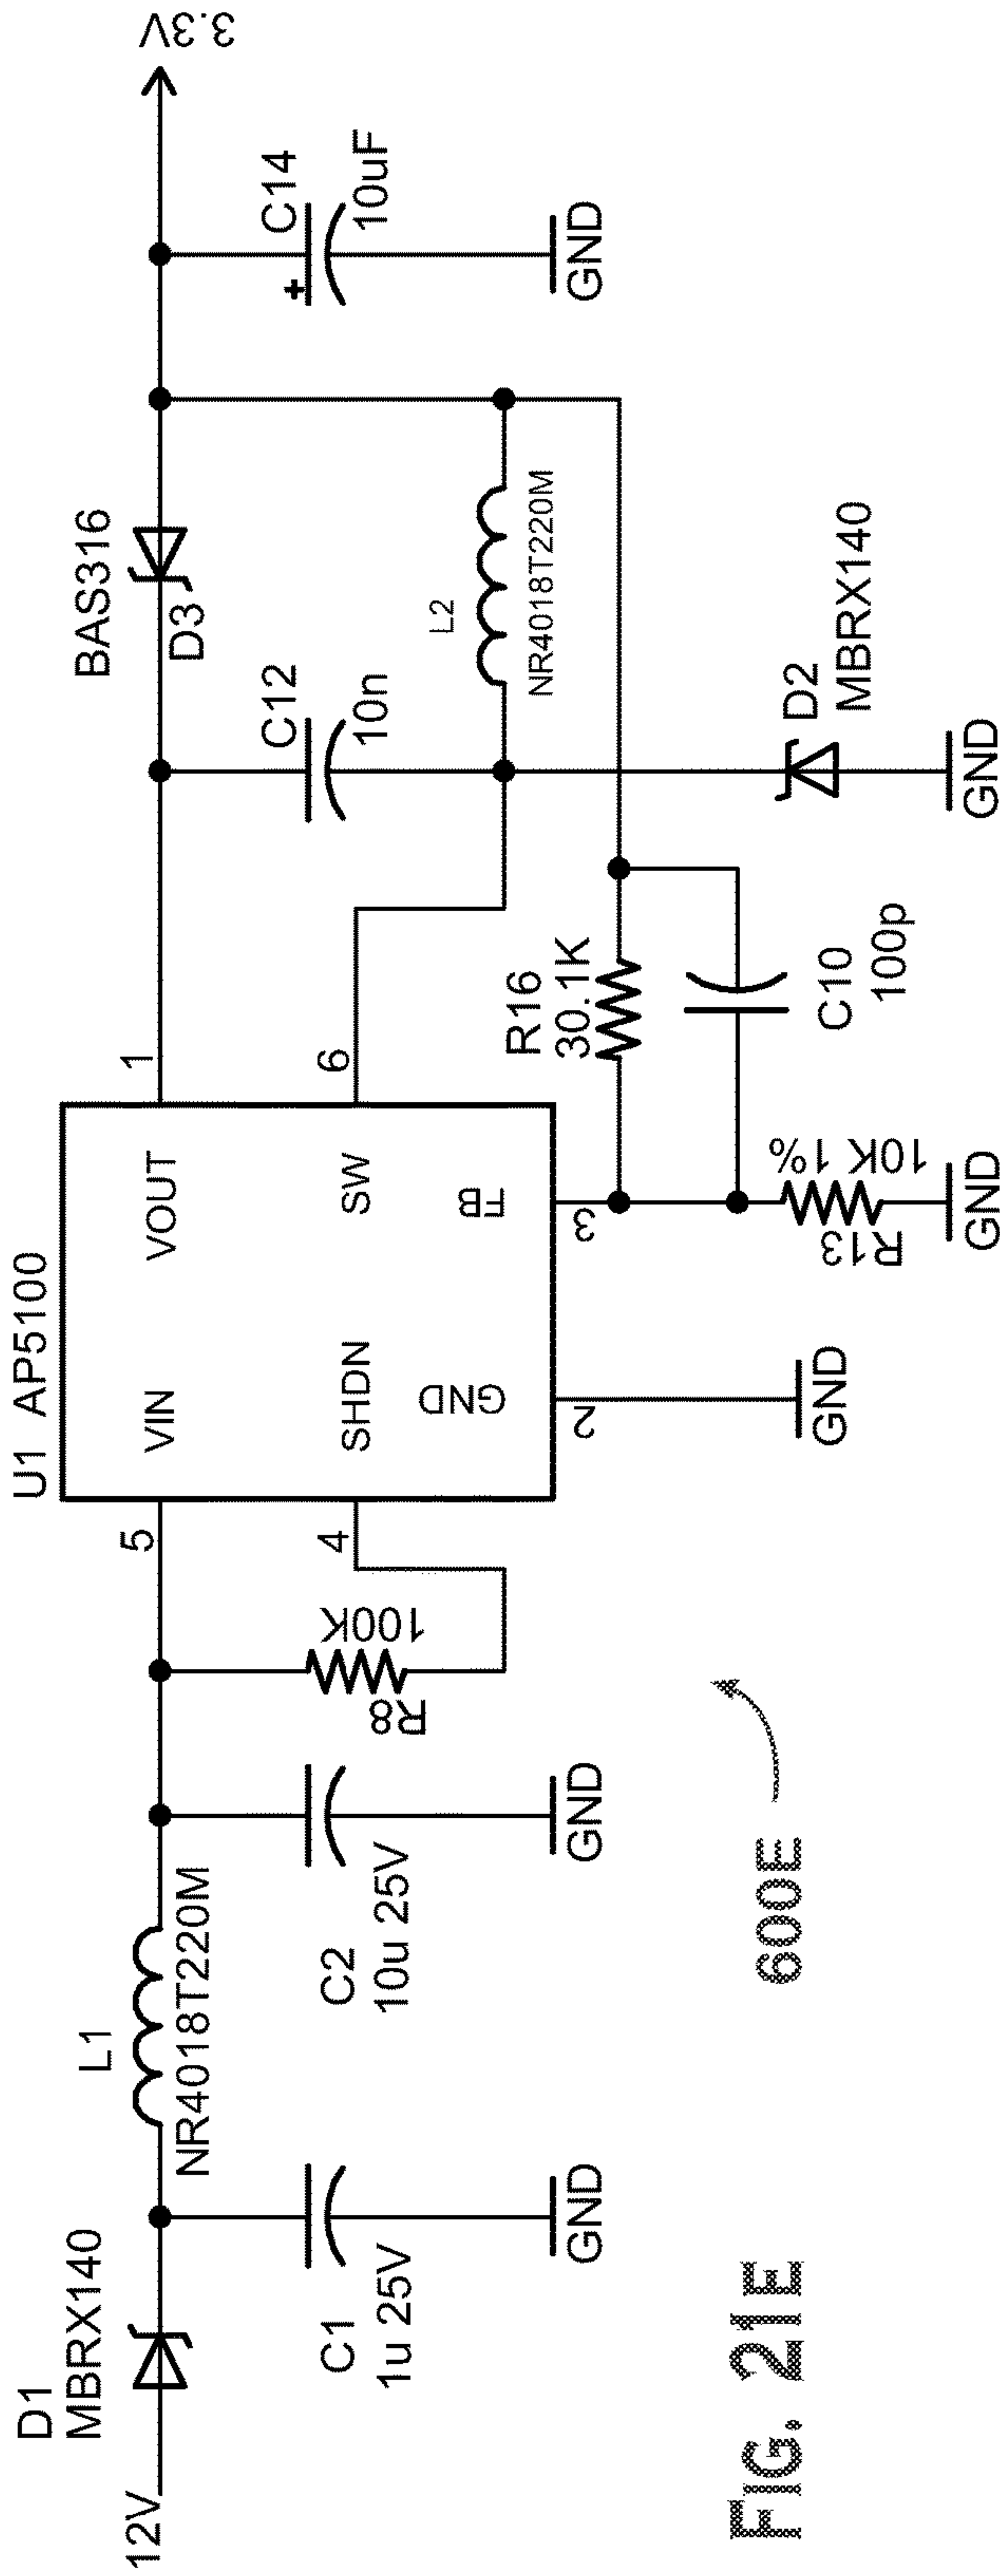 12V
D1
MBRX140
C1
1u 25V
GND
L1
NR4018T220M
C2
10u 25V
GND
R8
100K
5
4
U1 AP5100
VIN
VOUT
SHDN
SW
GND
FB
1
6
2
3
GND
R13
10K 1%
GND
R16
30.1K
C10
100p
C12
10n
BAS316
D3
L2
NR4018T220M
D2
MBRX140
GND
C14
+
10uF
GND
3.3V
600E
FIG. 21E